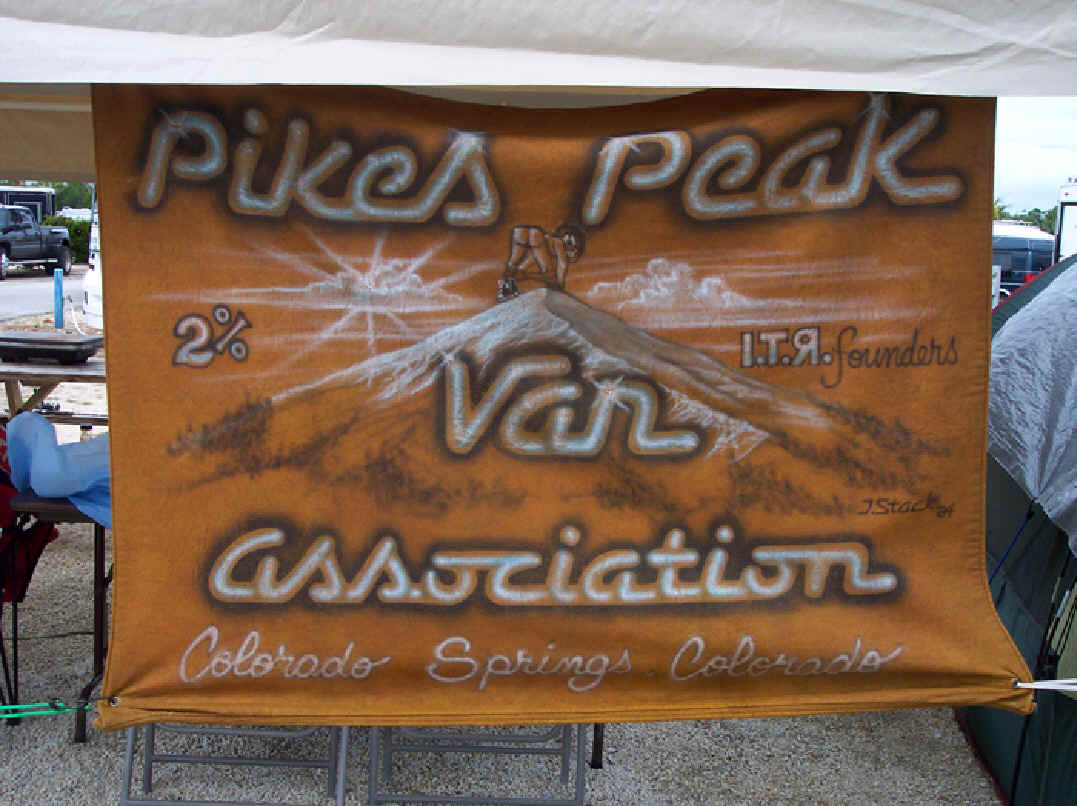 Pikes Peak
2%
I.T.Я. founders
Van
J.Stack 84
Association
Colorado Springs. Colorado